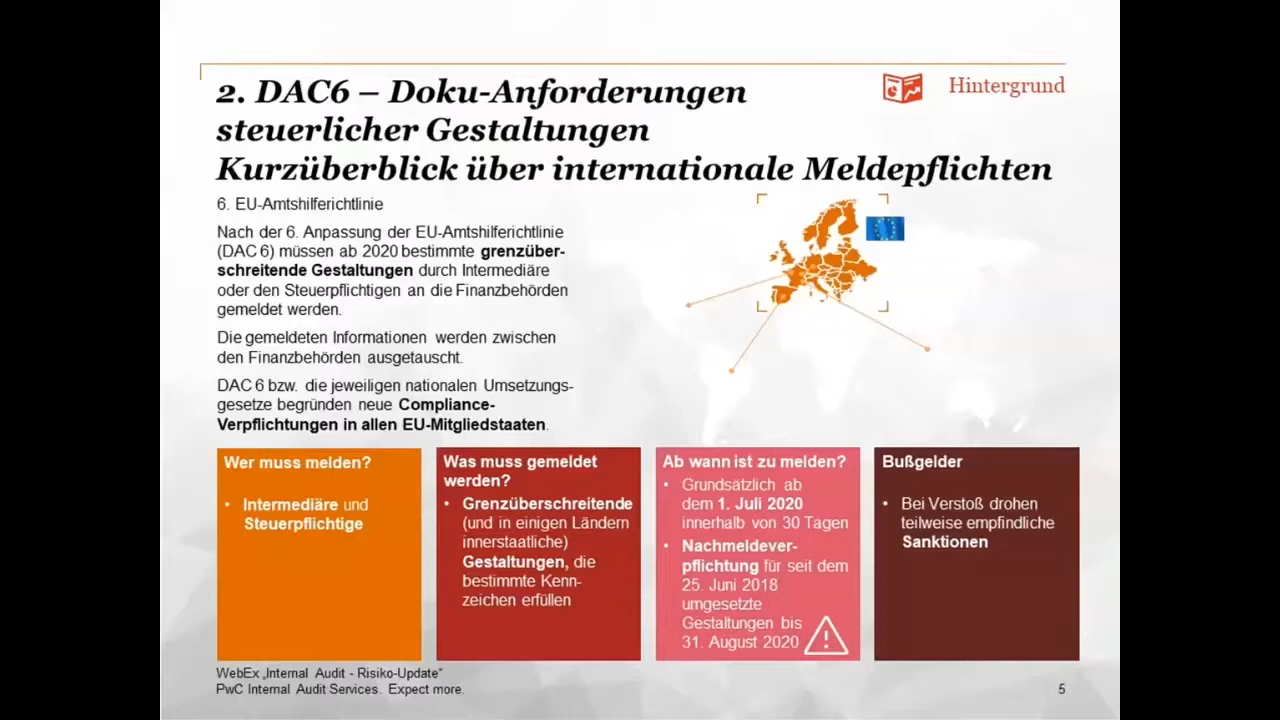 2. DAC6 – Doku-Anforderungen
steuerlicher Gestaltungen
Kurzüberblick über internationale Meldepflichten
Hintergrund
6. EU-Amtshilferichtlinie
Nach der 6. Anpassung der EU-Amtshilferichtlinie
(DAC 6) müssen ab 2020 bestimmte grenzüber-
schreitende Gestaltungen durch Intermediäre
oder den Steuerpflichtigen an die Finanzbehörden
gemeldet werden.
Die gemeldeten Informationen werden zwischen
den Finanzbehörden ausgetauscht.
DAC 6 bzw. die jeweiligen nationalen Umsetzungs-
gesetze begründen neue Compliance-
Verpflichtungen in allen EU-Mitgliedstaaten.
Wer muss melden?
• Intermediäre und
Steuerpflichtige
Was muss gemeldet
werden?
• Grenzüberschreitende
(und in einigen Ländern
innerstaatliche)
Gestaltungen, die
bestimmte Kenn-
zeichen erfüllen
Ab wann ist zu melden?
• Grundsätzlich ab
dem 1. Juli 2020
innerhalb von 30 Tagen
• Nachmeldever-
pflichtung für seit dem
25. Juni 2018
umgesetzte
Gestaltungen bis
31. August 2020
Bußgelder
• Bei Verstoß drohen
teilweise empfindliche
Sanktionen
WebEx „Internal Audit - Risiko-Update“
PwC Internal Audit Services. Expect more.
5